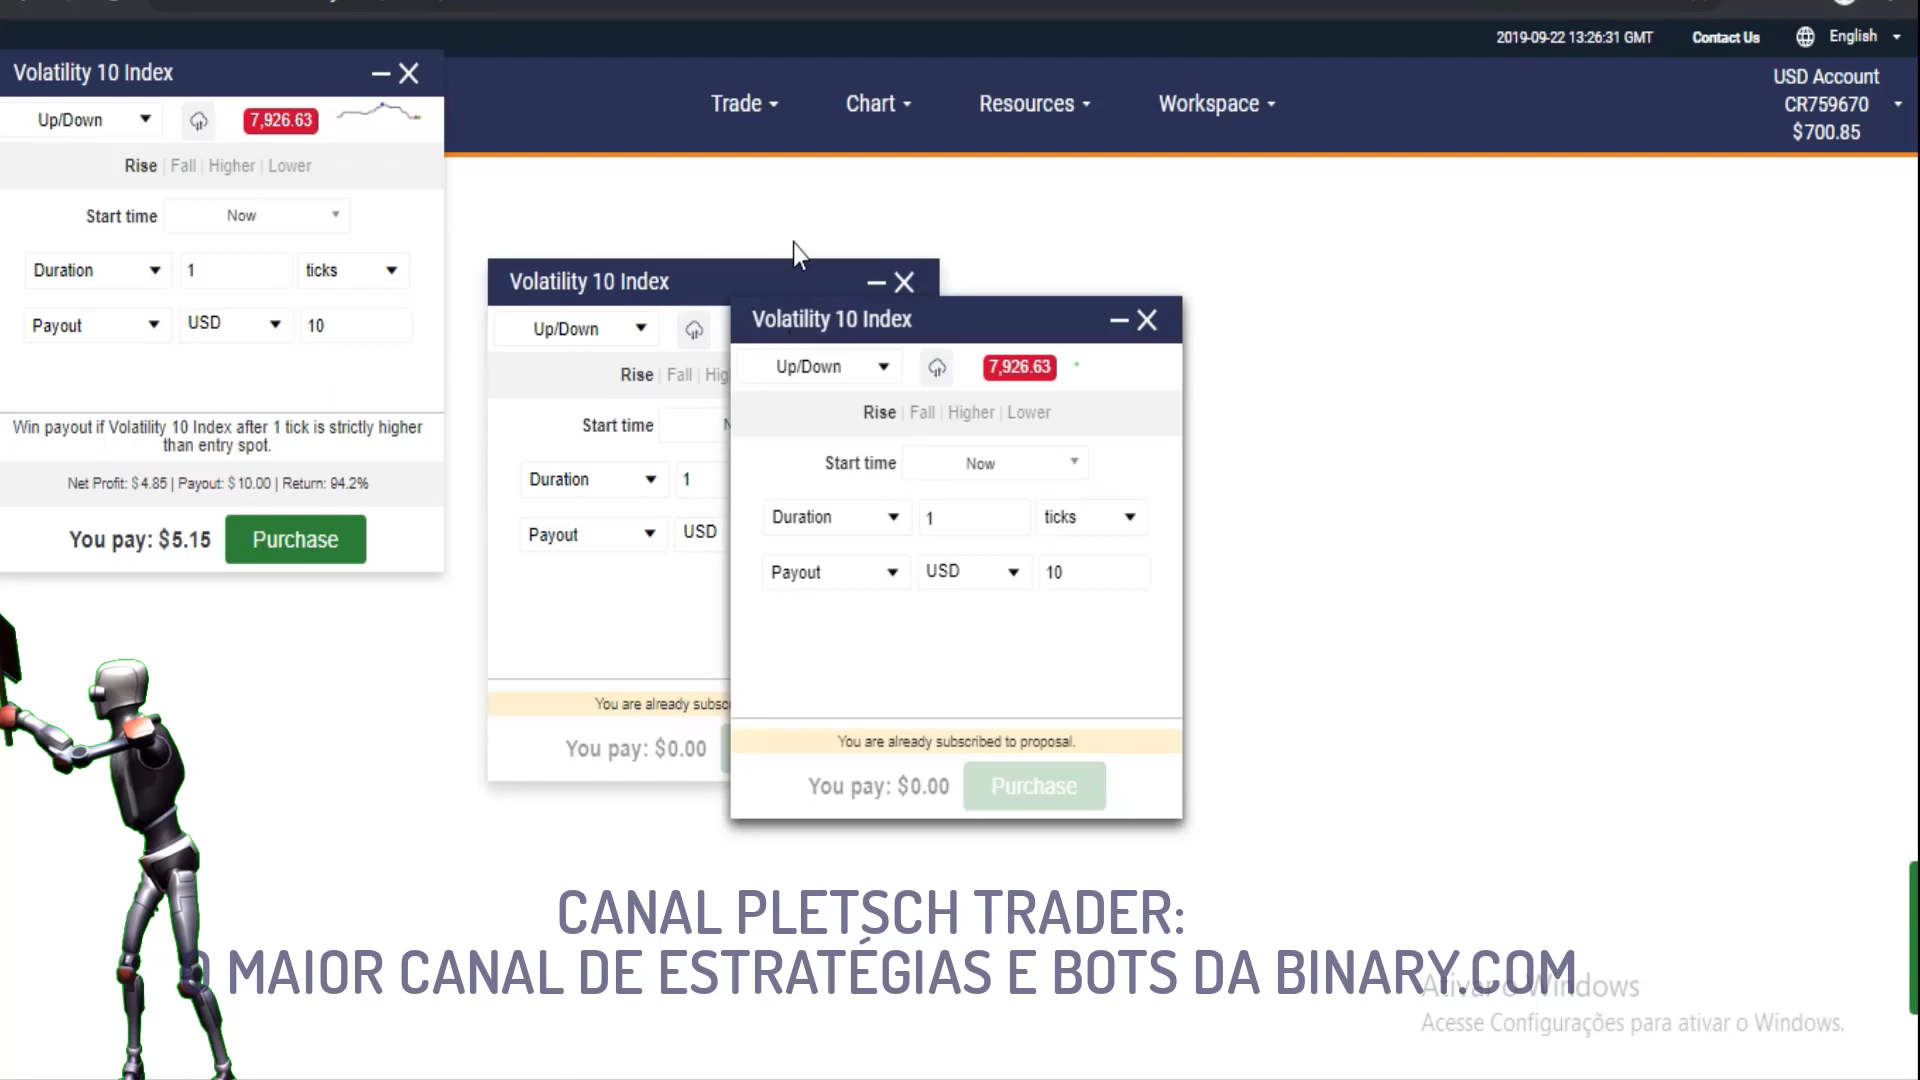 2019-09-22 13:26:31 GMT
Contact Us
English
Trade
Chart
Resources
Workspace
USD Account
CR759670
$700.85
Volatility 10 Index
Up/Down
7,926.63
Rise | Fall | Higher | Lower
Start time Now
Duration 1 ticks
Payout USD 10
Win payout if Volatility 10 Index after 1 tick is strictly higher
than entry spot.
Net Profit: $4.85 | Payout: $10.00 | Return: 94.2%
You pay: $5.15 Purchase
Volatility 10 Index
Up/Down
Rise | Fall | Hig
Start time
Duration 1
Payout USD
You are already subsc
You pay: $0.00
Volatility 10 Index
Up/Down
7,926.63
Rise | Fall | Higher | Lower
Start time Now
Duration 1 ticks
Payout USD 10
You are already subscribed to proposal.
You pay: $0.00 Purchase
CANAL PLETSCH TRADER:
O MAIOR CANAL DE ESTRATÉGIAS E BOTS DA BINARY.COM
Ativar o Windows
Acesse Configurações para ativar o Windows.